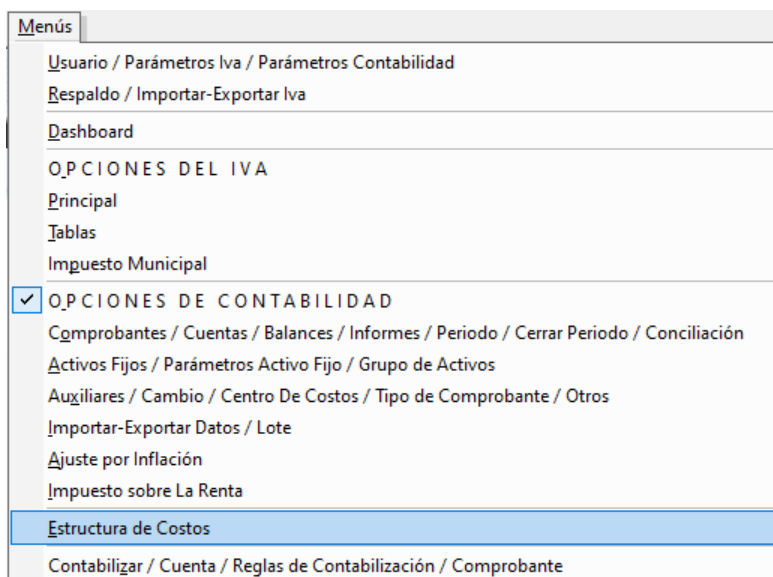 Menús
Usuario / Parámetros Iva / Parámetros Contabilidad
Respaldo / Importar-Exportar Iva
Dashboard
O P C I O N E S D E L I V A
Principal
Tablas
Impuesto Municipal
O P C I O N E S D E C O N T A B I L I D A D
Comprobantes / Cuentas / Balances / Informes / Periodo / Cerrar Periodo / Conciliación
Activos Fijos / Parámetros Activo Fijo / Grupo de Activos
Auxiliares / Cambio / Centro De Costos / Tipo de Comprobante / Otros
Importar-Exportar Datos / Lote
Ajuste por Inflación
Impuesto sobre La Renta
Estructura de Costos
Contabilizar / Cuenta / Reglas de Contabilización / Comprobante